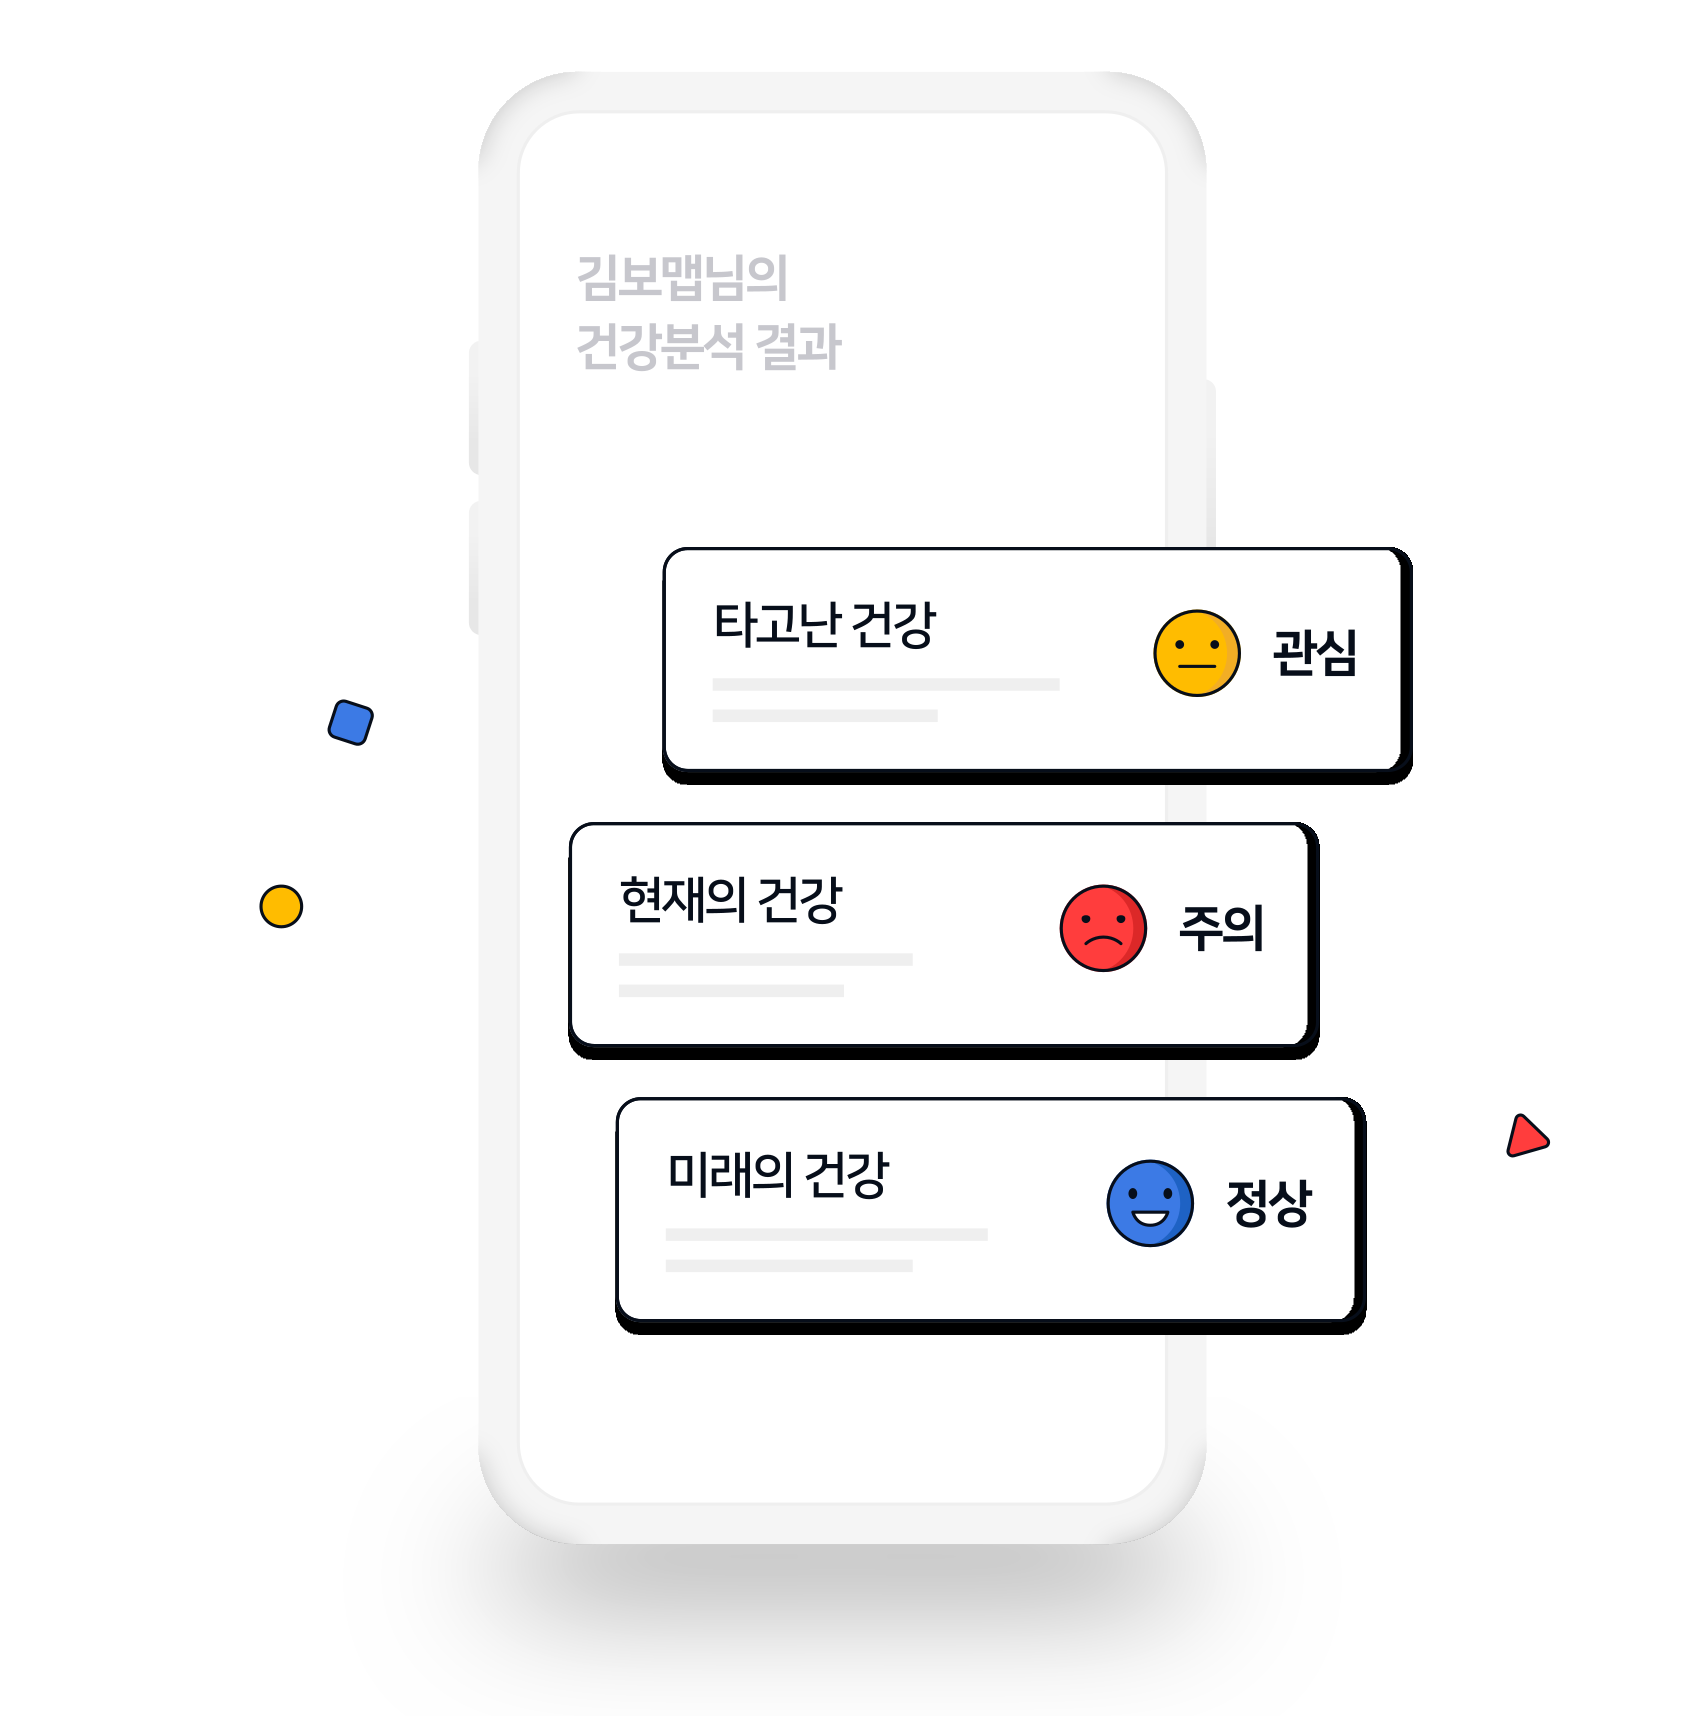 김보맵님의
건강분석 결과
타고난 건강
관심
현재의 건강
주의
미래의 건강
정상